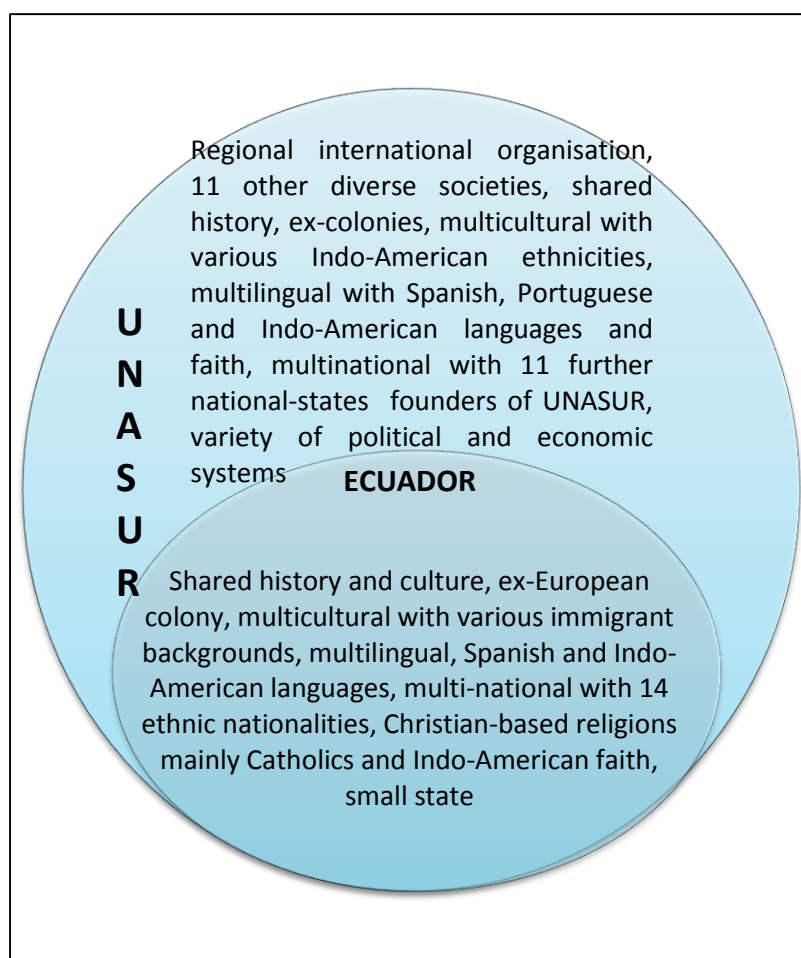 Regional international organisation,
11 other diverse societies, shared
history, ex-colonies, multicultural with
various Indo-American ethnicities,
multilingual with Spanish, Portuguese
and Indo-American languages and
faith, multinational with 11 further
national-states founders of UNASUR,
variety of political and economic
systems
U
N
A
S
U
R
ECUADOR
Shared history and culture, ex-European
colony, multicultural with various immigrant
backgrounds, multilingual, Spanish and Indo-
American languages, multi-national with 14
ethnic nationalities, Christian-based religions
mainly Catholics and Indo-American faith,
small state